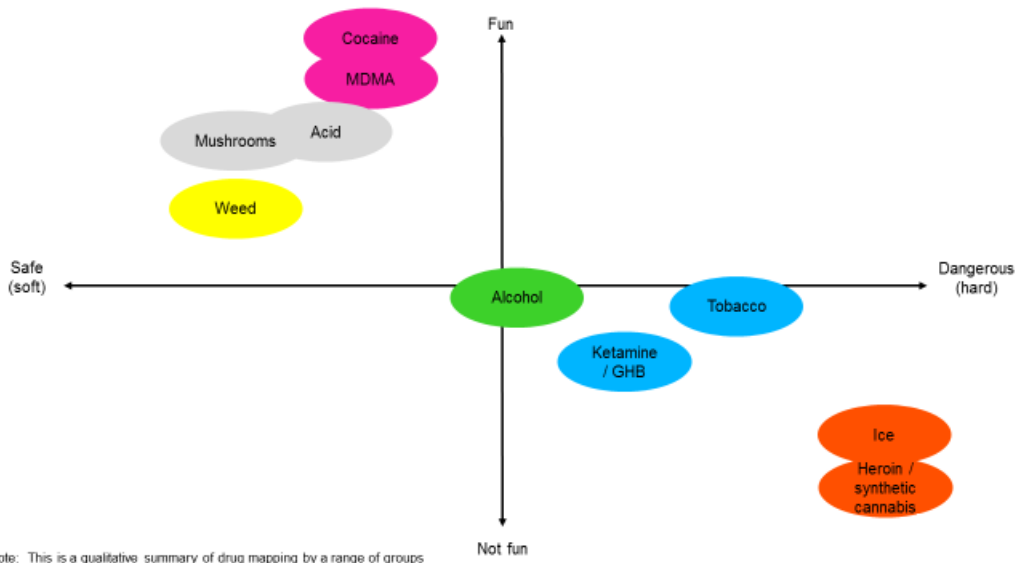 Fun
Cocaine
MDMA
Acid
Mushrooms
Weed
Safe
(soft)
Dangerous
(hard)
Alcohol
Tobacco
Ketamine
/ GHB
Ice
Heroin /
synthetic
cannabis
Not fun
ote: This is a qualitative summary of drug mapping by a range of groups